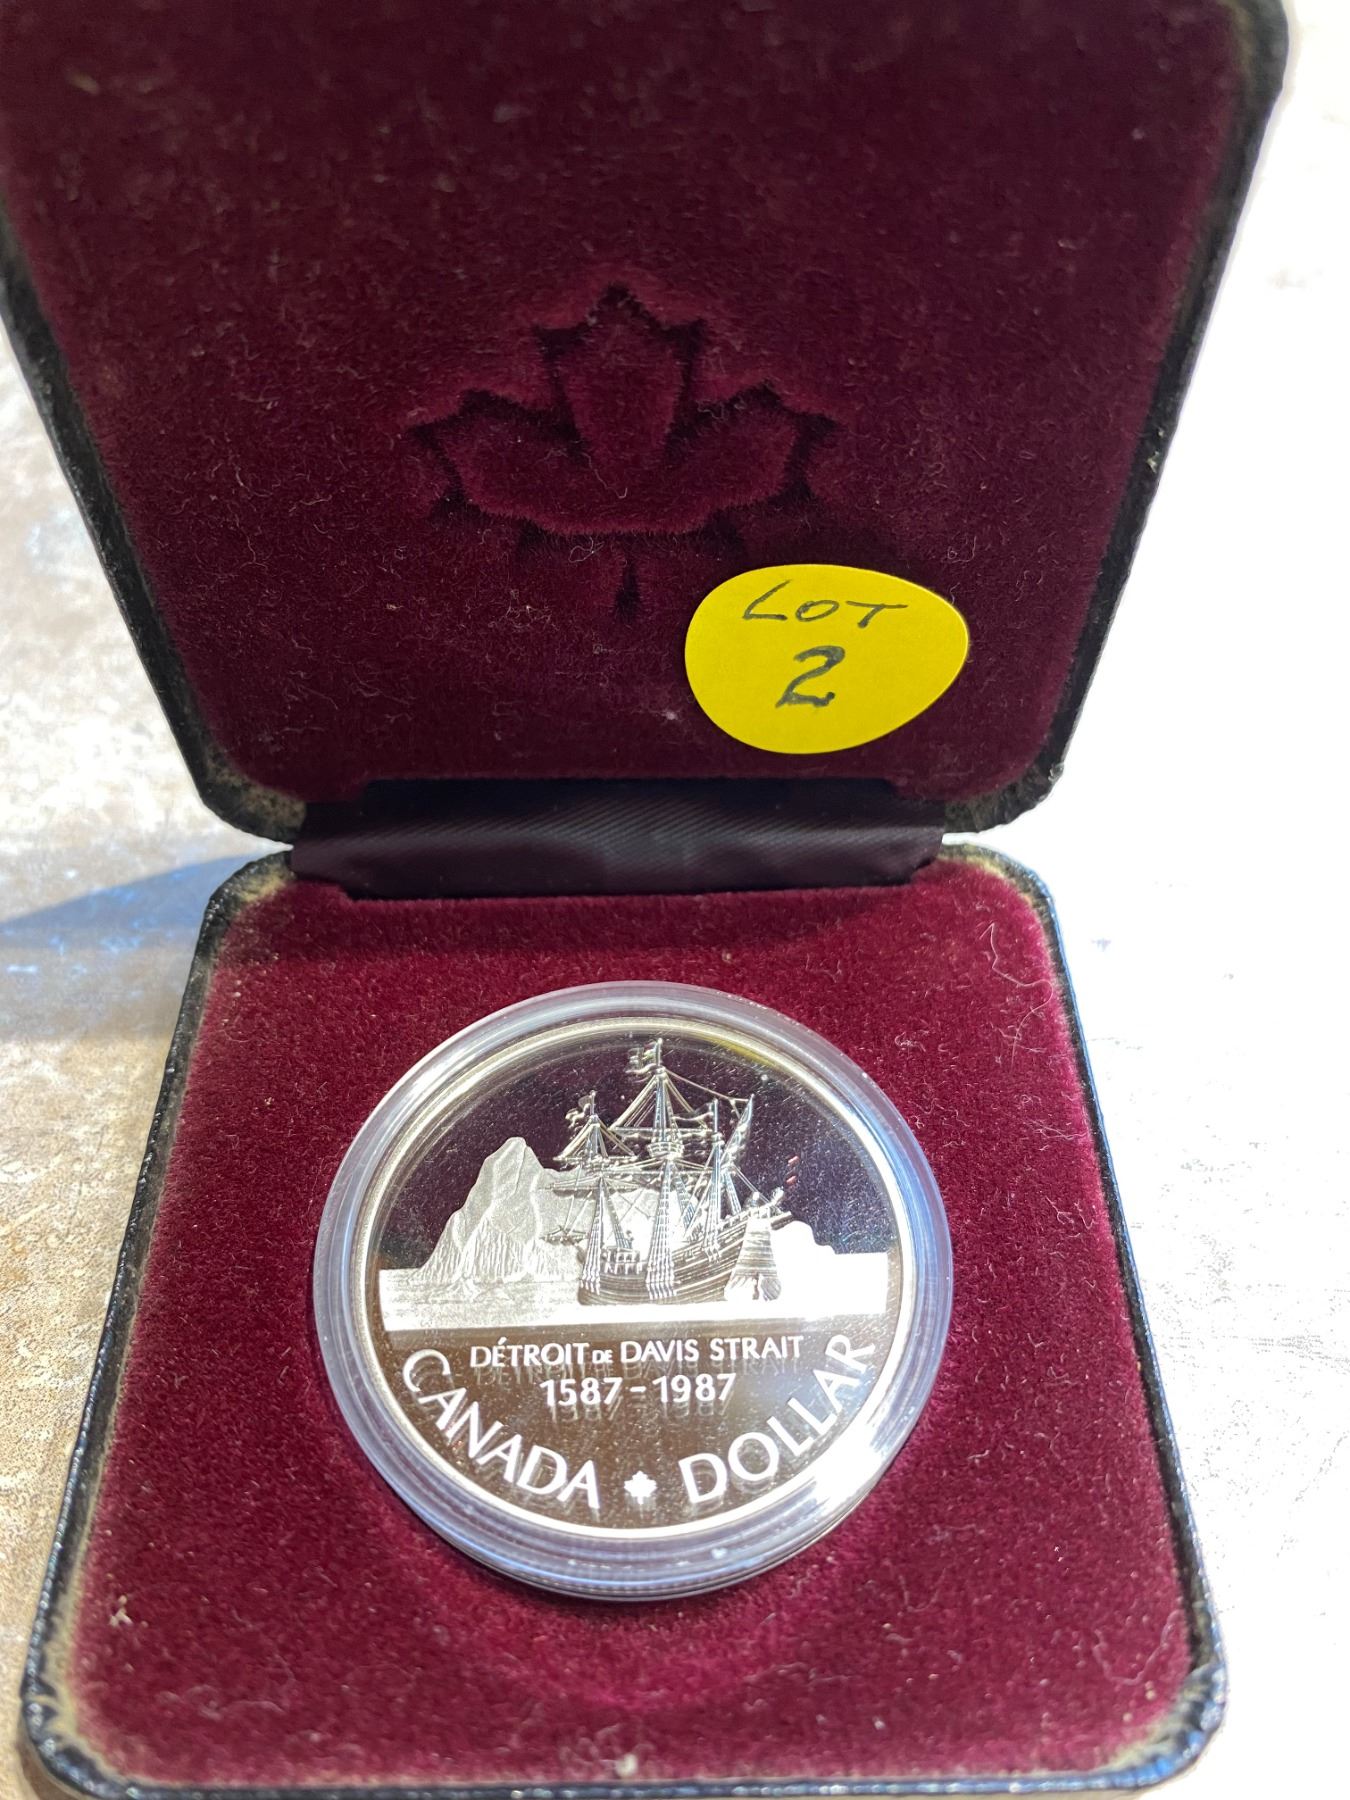 LOT
2
DÉTROIT DE DAVIS STRAIT
1587-1987
CANADA DOLLAR